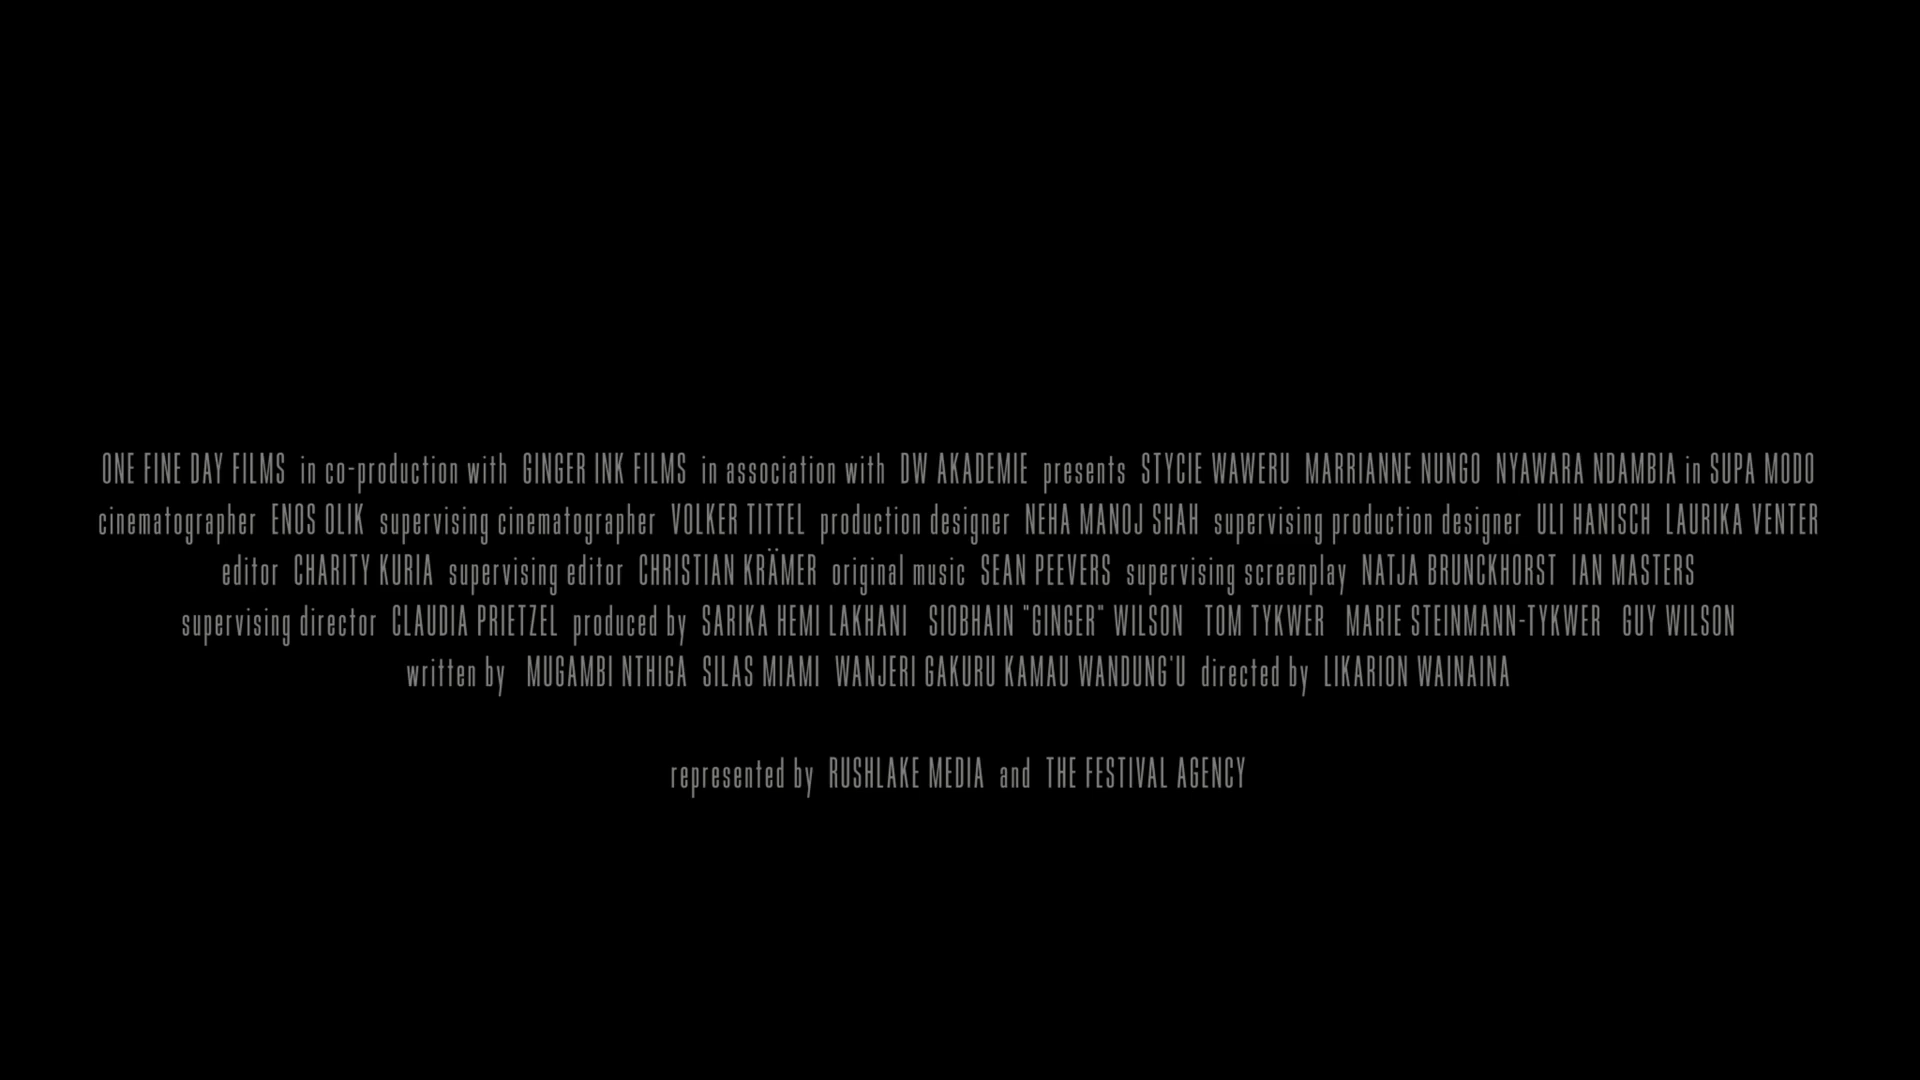 ONE FINE DAY FILMS in co-production with GINGER INK FILMS in association with DW AKADEMIE presents STYCIE WAWERU MARRIANNE NUNGO NYAWARA NDAMBIA in SUPA MODO
cinematographer ENOS OLIK supervising cinematographer VOLKER TITTEL production designer NEHA MANOJ SHAH supervising production designer ULI HANISCH LAURIKA VENTER
editor CHARITY KURIA supervising editor CHRISTIAN KRÄMER original music SEAN PEEVERS supervising screenplay NATJA BRUNCKHORST IAN MASTERS
supervising director CLAUDIA PRIETZEL produced by SARIKA HEMI LAKHANI SIOBHAIN "GINGER" WILSON TOM TYKWER MARIE STEINMANN-TYKWER GUY WILSON
written by MUGAMBI NTHIGA SILAS MIAMI WANJERI GAKURU KAMAU WANDUNG'U directed by LIKARION WAINAINA
represented by RUSHLAKE MEDIA and THE FESTIVAL AGENCY